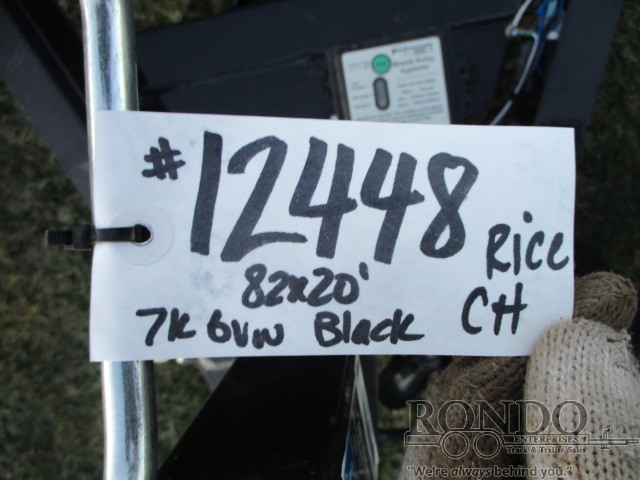 #12448
Rice
82x20'
CH
7k GVW Black
RONDO
ENTERPRISES
Truck & Trailer Sales
"We're always behind you."